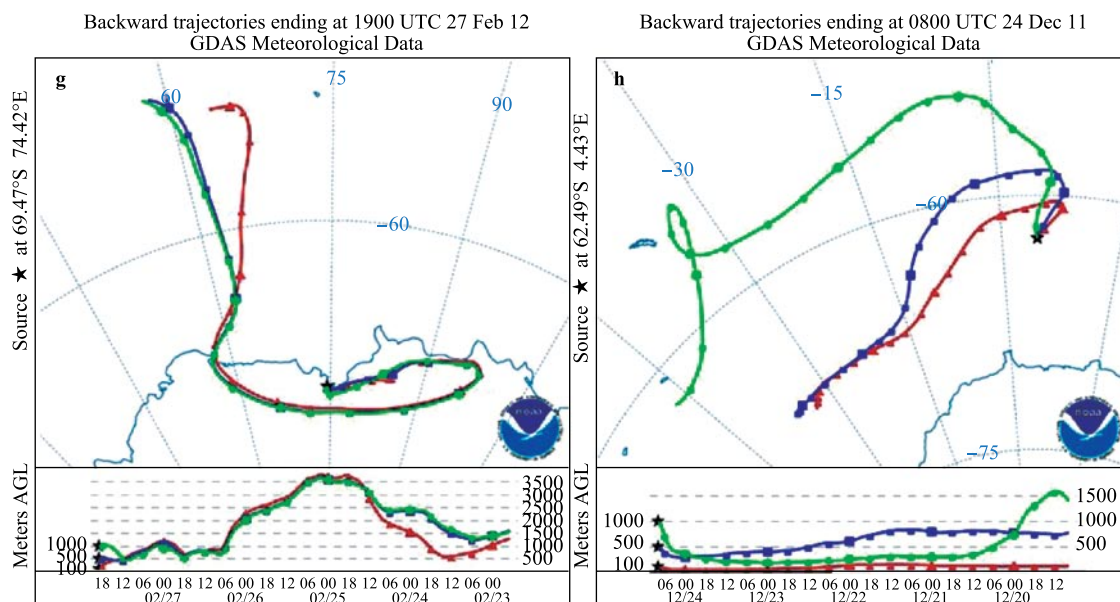 Backward trajectories ending at 1900 UTC 27 Feb 12
GDAS Meteorological Data
g
60
75
90
−60
Source ★ at 69.47°S 74.42°E
Meters AGL
3500
3000
2500
2000
1500
1000
500
1000
500
100
18 12 06 00 18 12 06 00 18 12 06 00 18 12 06 00 18 12 06 00
02/27 02/26 02/25 02/24 02/23
Backward trajectories ending at 0800 UTC 24 Dec 11
GDAS Meteorological Data
h
−15
−30
−60
−75
Source ★ at 62.49°S 4.43°E
Meters AGL
1500
1000
500
1000
500
100
06 00 18 12 06 00 18 12 06 00 18 12 06 00 18 12 06 00 18 12
12/24 12/23 12/22 12/21 12/20